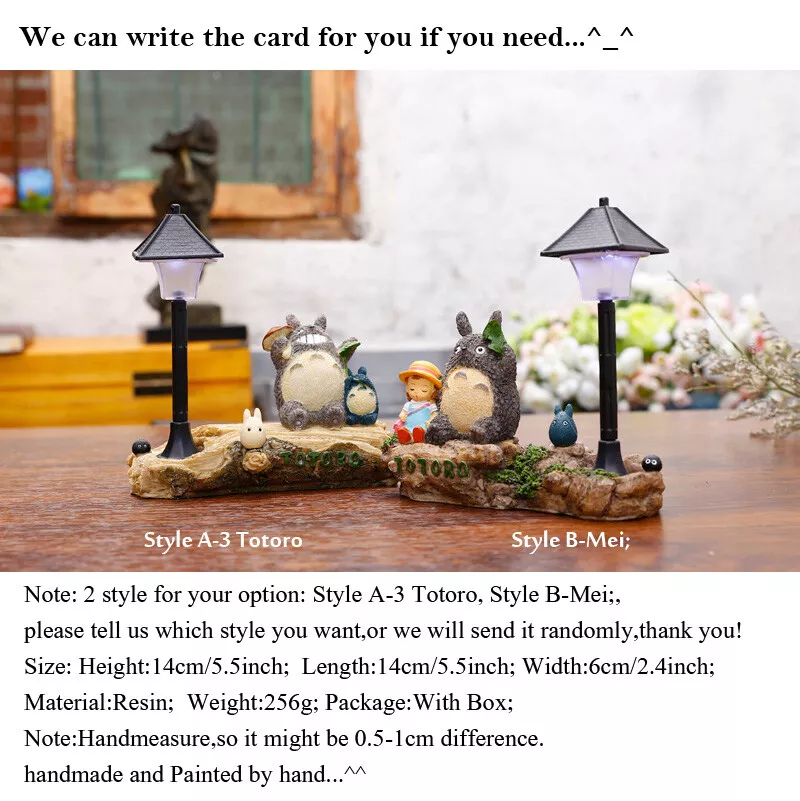 We can write the card for you if you need...^_^
TOTORO
TOTORO
Style A-3 Totoro
Style B-Mei;
Note: 2 style for your option: Style A-3 Totoro, Style B-Mei;,
please tell us which style you want,or we will send it randomly,thank you!
Size: Height:14cm/5.5inch;  Length:14cm/5.5inch; Width:6cm/2.4inch;
Material:Resin;  Weight:256g; Package:With Box;
Note:Handmeasure,so it might be 0.5-1cm difference.
handmade and Painted by hand...^^